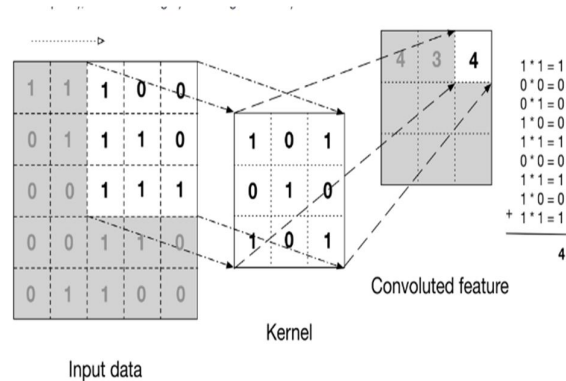 1 1 1 0 0
0 1 1 1 0
0 0 1 1 1
0 0 1 1 0
0 1 1 0 0
Input data
1 0 1
0 1 0
1 0 1
Kernel
4 3 4
Convoluted feature
1 * 1 = 1
0 * 0 = 0
0 * 1 = 0
1 * 0 = 0
1 * 1 = 1
0 * 0 = 0
1 * 1 = 1
1 * 0 = 0
+ 1 * 1 = 1
4